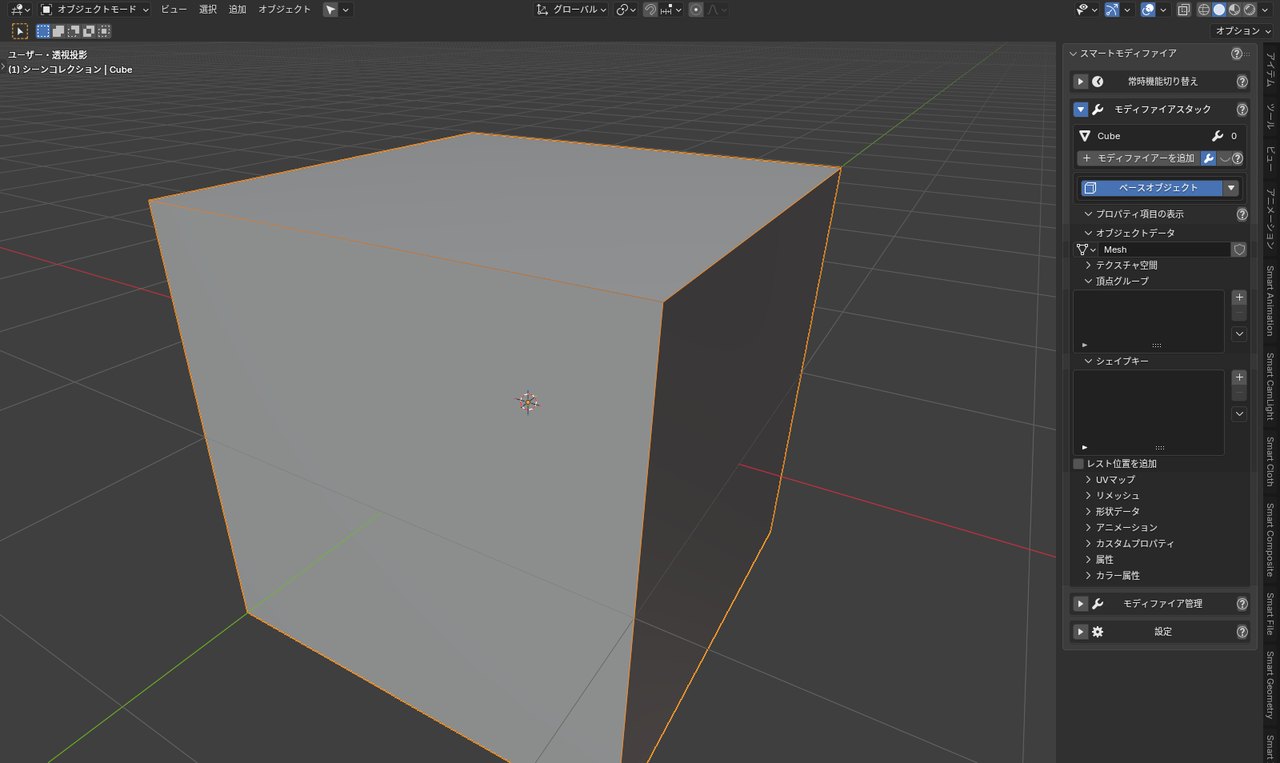 オブジェクトモード ビュー 選択 追加 オブジェクト グローバル
オプション
ユーザー・透視投影
(1) シーンコレクション | Cube
スマートモディファイア
常時機能切り替え
モディファイアスタック
Cube 0
モディファイアーを追加
ベースオブジェクト
プロパティ項目の表示
オブジェクトデータ
Mesh
テクスチャ空間
頂点グループ
シェイプキー
レスト位置を追加
UVマップ
リメッシュ
形状データ
アニメーション
カスタムプロパティ
属性
カラー属性
モディファイア管理
設定
アイテム
ツール
ビュー
アニメーション
Smart Animation
Smart CamLight
Smart Cloth
Smart Composite
Smart File
Smart Geometry
Smart